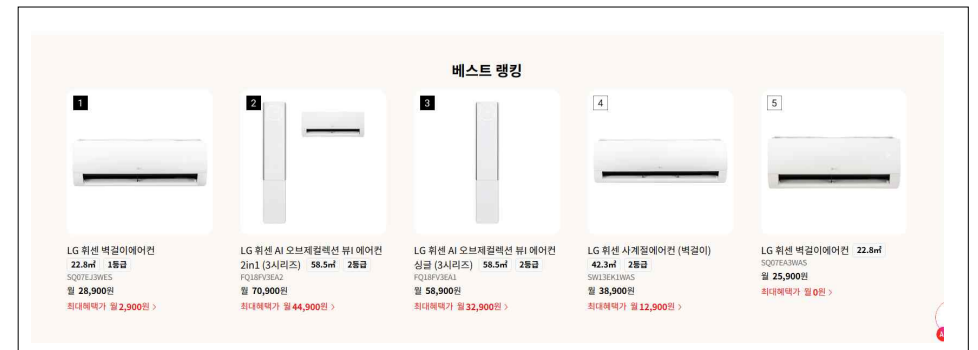 베스트 랭킹
1
LG 휘센 벽걸이에어컨
22.8㎡ 1등급
SQ07EJ3WES
월 28,900원
최대혜택가 월 2,900원 >
2
LG 휘센 AI 오브제컬렉션 뷰I 에어컨
2in1 (3시리즈) 58.5㎡ 2등급
FQ18FV3EA2
월 70,900원
최대혜택가 월 44,900원 >
3
LG 휘센 AI 오브제컬렉션 뷰I 에어컨
싱글 (3시리즈) 58.5㎡ 2등급
FQ18FV3EA1
월 58,900원
최대혜택가 월 32,900원 >
4
LG 휘센 사계절에어컨 (벽걸이)
42.3㎡ 2등급
SW13EK1WAS
월 38,900원
최대혜택가 월 12,900원 >
5
LG 휘센 벽걸이에어컨 22.8㎡
SQ07EA3WAS
월 25,900원
최대혜택가 월 0원 >